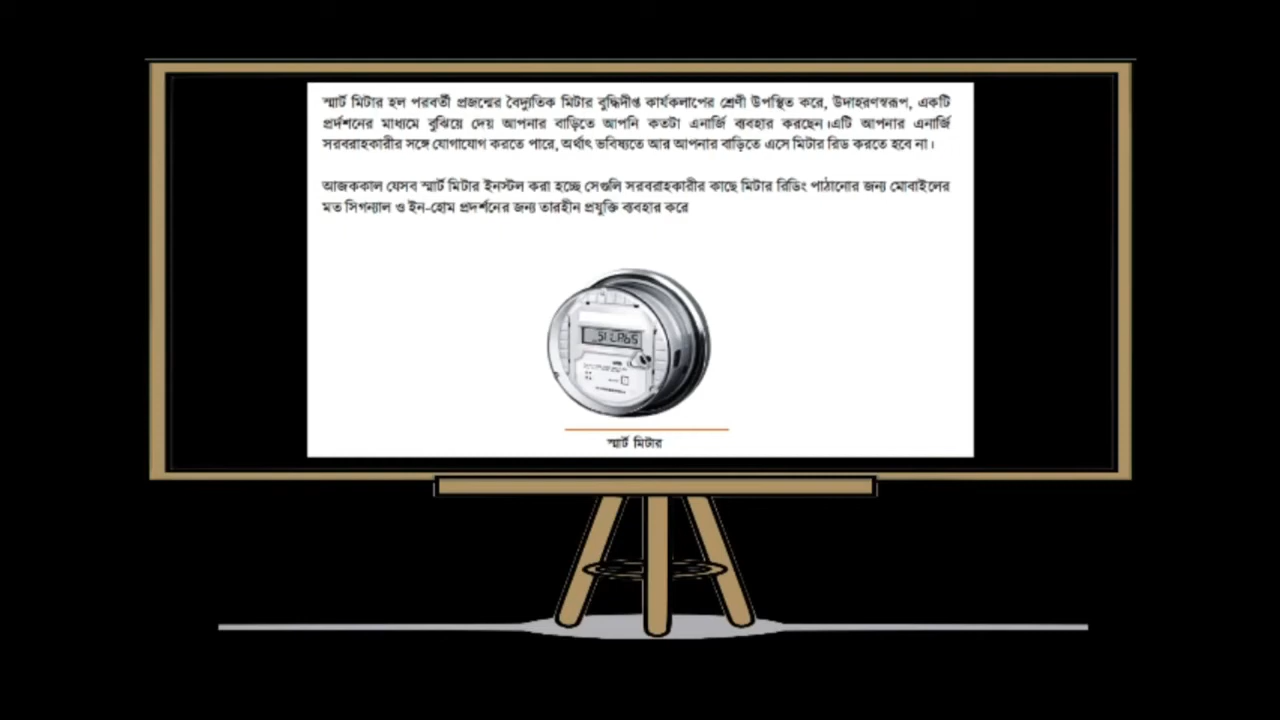 স্মার্ট মিটার হল পরবর্তী প্রজন্মের বৈদ্যুতিক মিটার বুদ্ধিদীপ্ত কার্যকলাপের শ্রেণী উপস্থিত করে, উদাহরণস্বরূপ, একটি
প্রর্দশনের মাধ্যমে বুঝিয়ে দেয় আপনার বাড়িতে আপনি কতটা এনার্জি ব্যবহার করছেন।এটি আপনার এনার্জি
সরবরাহকারীর সঙ্গে যোগাযোগ করতে পারে, অর্থাৎ ভবিষ্যতে আর আপনার বাড়িতে এসে মিটার রিড করতে হবে না।
আজককাল যেসব স্মার্ট মিটার ইনস্টল করা হচ্ছে সেগুলি সরবরাহকারীর কাছে মিটার রিডিং পাঠানোর জন্য মোবাইলের
মত সিগন্যাল ও ইন-হোম প্রদর্শনের জন্য তারহীন প্রযুক্তি ব্যবহার করে
স্মার্ট মিটার